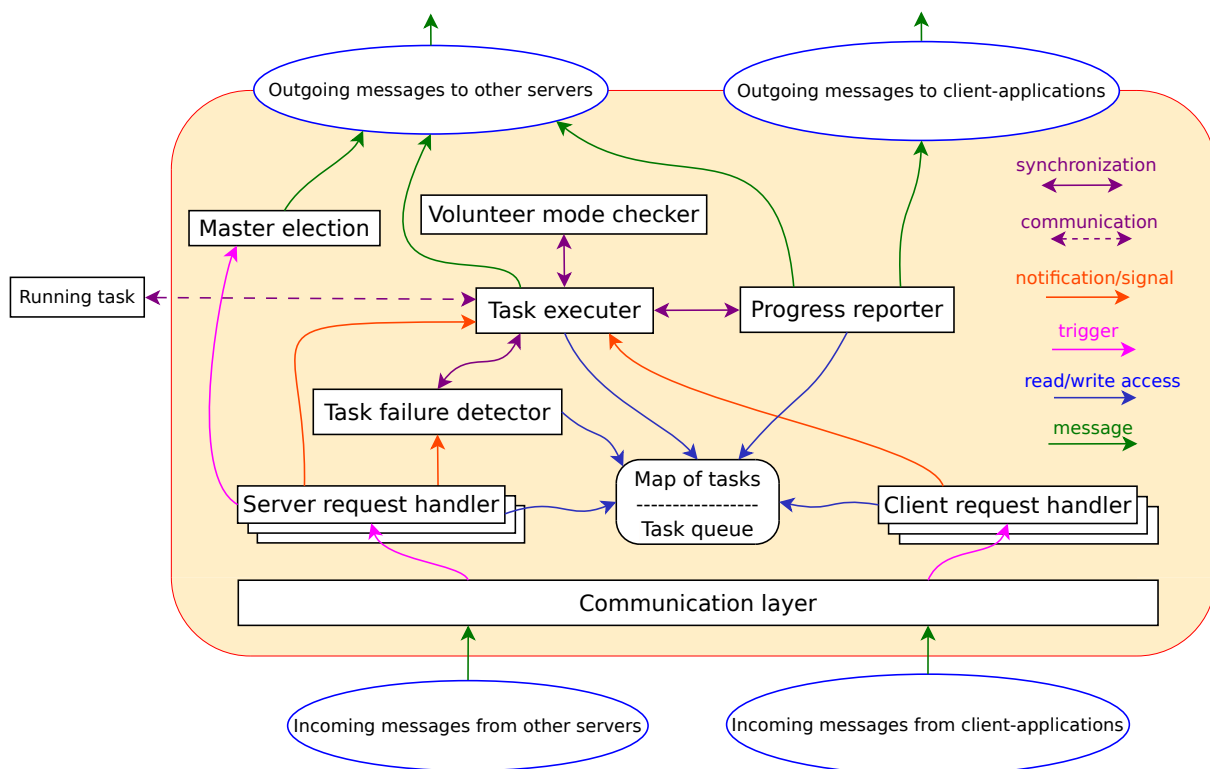 Outgoing messages to other servers
Outgoing messages to client-applications
synchronization
Master election
Volunteer mode checker
communication
Running task
notification/signal
Task executer
Progress reporter
trigger
read/write access
Task failure detector
message
Map of tasks
----------------
Task queue
Server request handler
Client request handler
Communication layer
Incoming messages from other servers
Incoming messages from client-applications